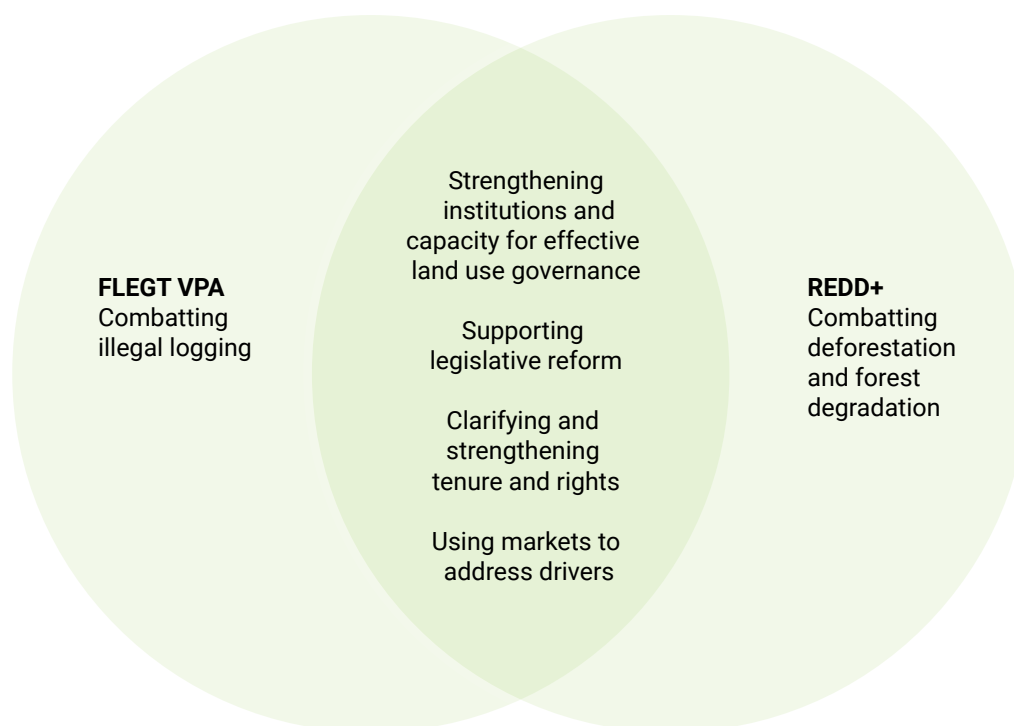 FLEGT VPA
Combatting
illegal logging
Strengthening
institutions and
capacity for effective
land use governance
Supporting
legislative reform
Clarifying and
strengthening
tenure and rights
Using markets to
address drivers
REDD+
Combatting
deforestation
and forest
degradation